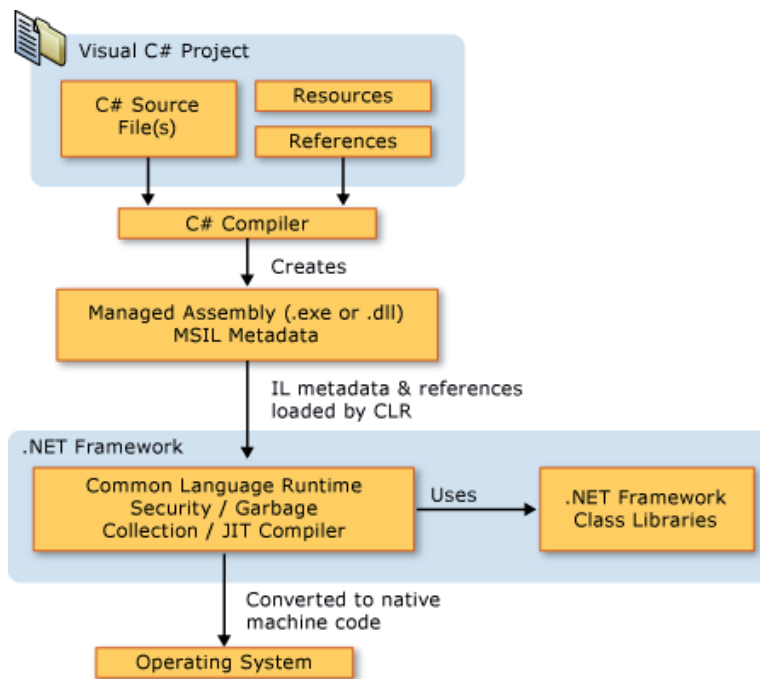 Visual C# Project
C# Source
File(s)
Resources
References
C# Compiler
Creates
Managed Assembly (.exe or .dll)
MSIL Metadata
IL metadata & references
loaded by CLR
.NET Framework
Common Language Runtime
Security / Garbage
Collection / JIT Compiler
Uses
.NET Framework
Class Libraries
Converted to native
machine code
Operating System